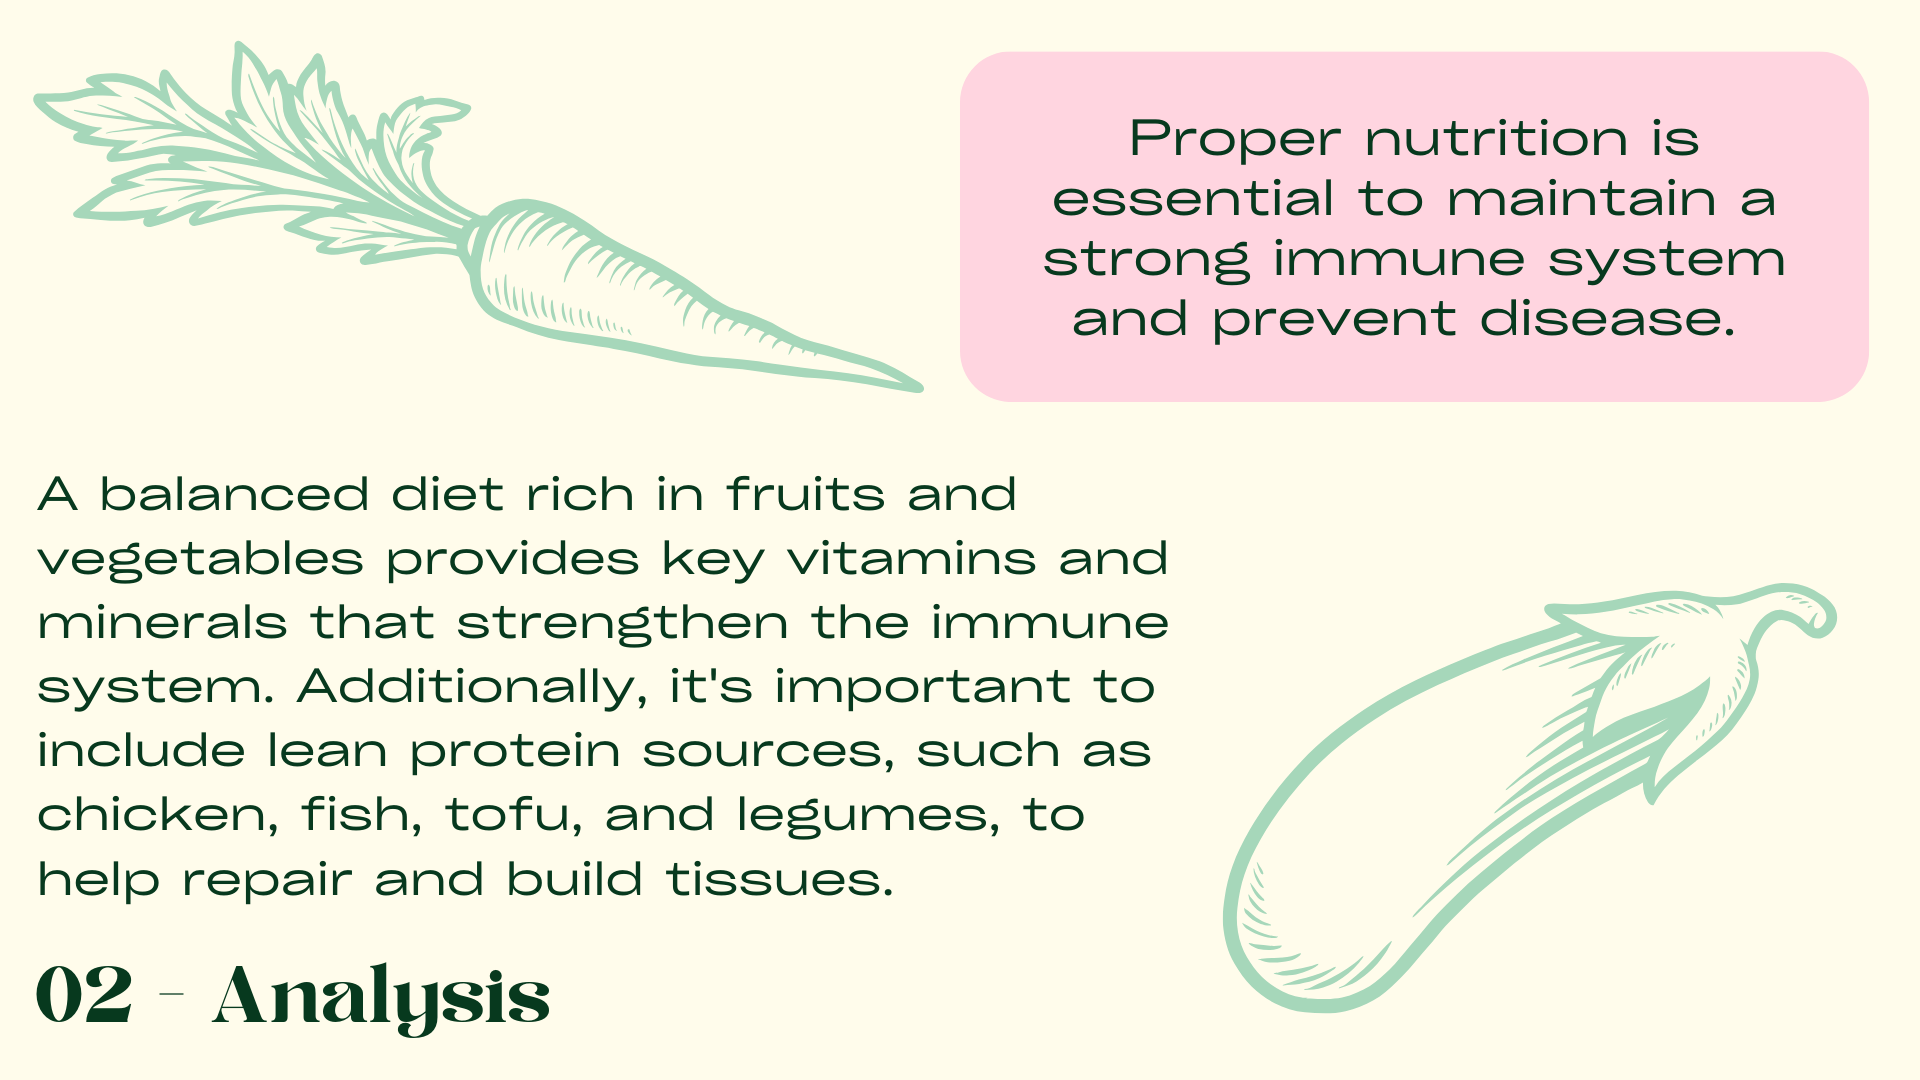 Proper nutrition is
essential to maintain a
strong immune system
and prevent disease.
A balanced diet rich in fruits and
vegetables provides key vitamins and
minerals that strengthen the immune
system. Additionally, it's important to
include lean protein sources, such as
chicken, fish, tofu, and legumes, to
help repair and build tissues.
02 - Analysis